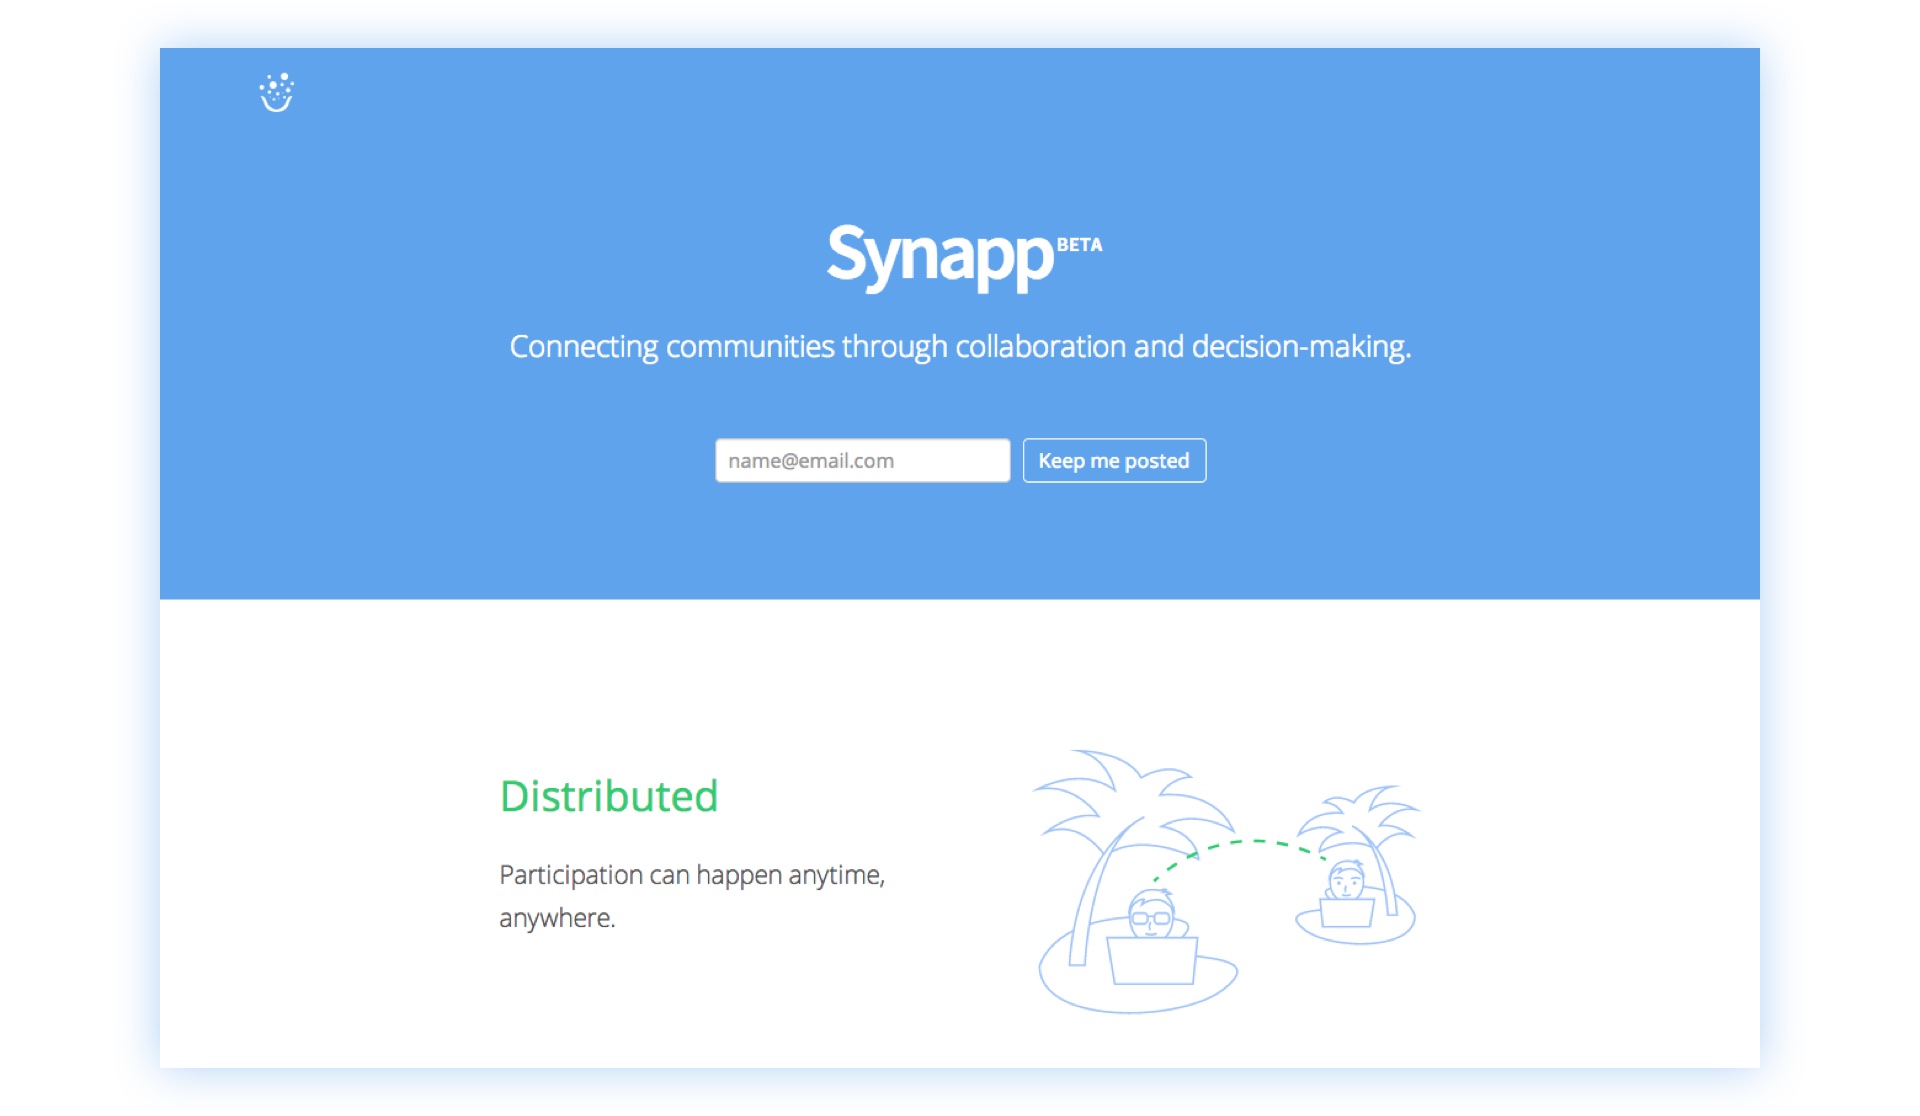 Synapp BETA
Connecting communities through collaboration and decision-making.
name@email.com Keep me posted
Distributed
Participation can happen anytime,
anywhere.